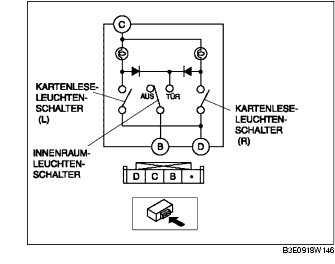 C
KARTENLESE-
LEUCHTEN-
SCHALTER
(L)
AUS
TÜR
KARTENLESE-
LEUCHTEN-
SCHALTER
(R)
INNENRAUM-
LEUCHTEN-
SCHALTER
B
D
D C B *
B3E0918W146